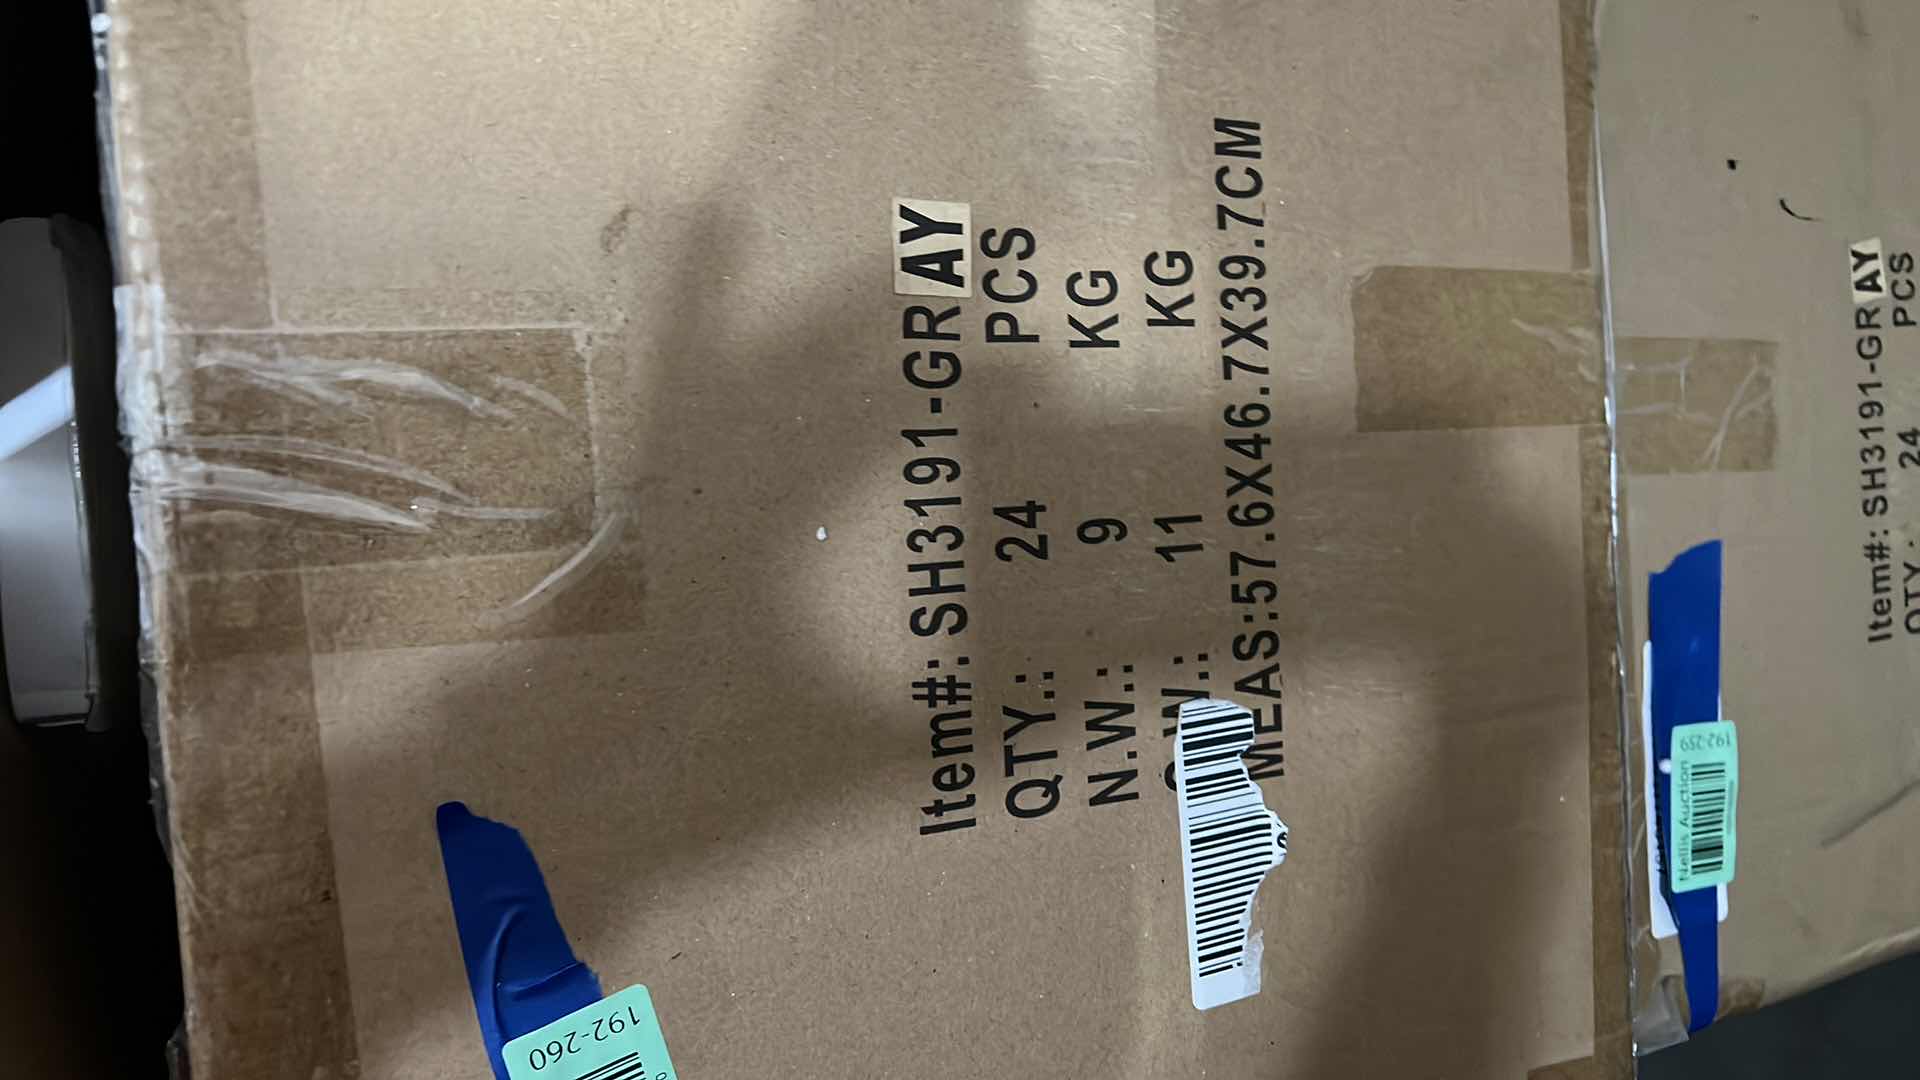 Item#: SH3191-GRAY
QTY.: 24 PCS
N.W.: 9 KG
G.W.: 11 KG
MEAS:57.6X46.7X39.7CM
192-260
Item#: SH3191-GRAY
QTY.: 24 PCS
192-259
Nellis Auction